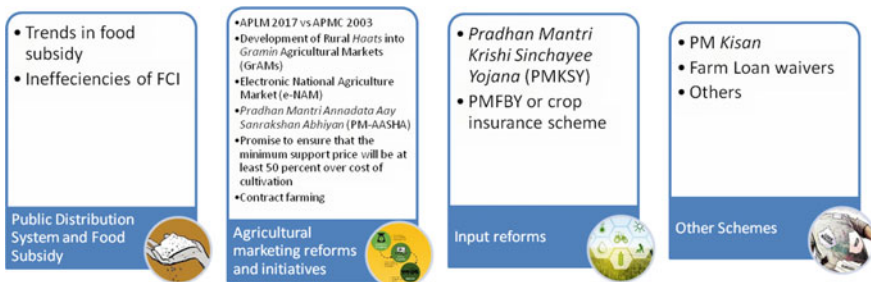 • Trends in food
subsidy
• Ineffeciencies of FCI
Public Distribution
System and Food
Subsidy
•APLM 2017 vs APMC 2003
•Development of Rural Haats into
Gramin Agricultural Markets
(GrAMs)
•Electronic National Agriculture
Market (e-NAM)
•Pradhan Mantri Annadata Aay
Sanrakshan Abhiyan (PM-AASHA)
•Promise to ensure that the
minimum support price will be at
least 50 percent over cost of
cultivation
•Contract farming
Agricultural
marketing reforms
and initiatives
• Pradhan Mantri
Krishi Sinchayee
Yojana (PMKSY)
• PMFBY or crop
insurance scheme
Input reforms
• PM Kisan
• Farm Loan waivers
• Others
Other Schemes